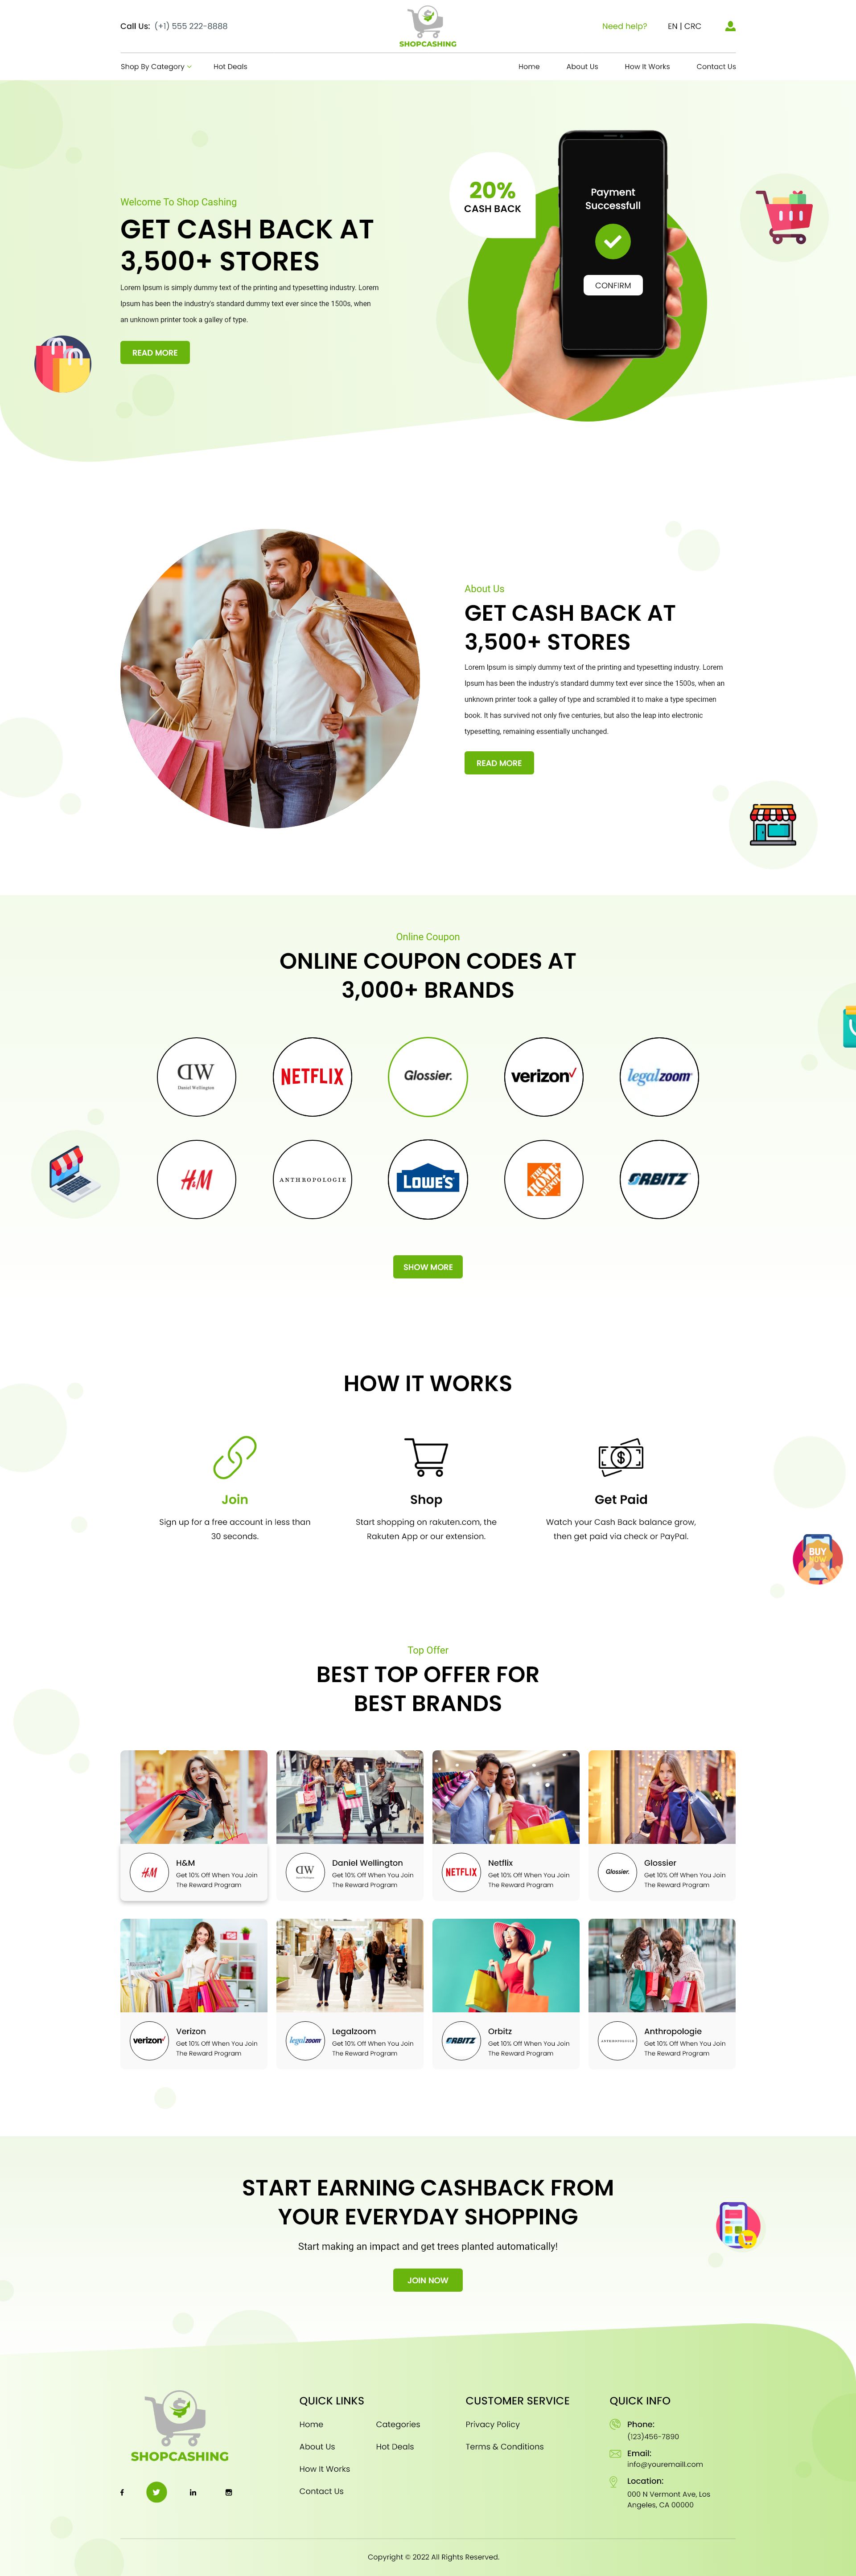 Call Us: (+1) 555 222-8888
SHOPCASHING
Need help?
EN | CRC
Shop By Category
Hot Deals
Home
About Us
How It Works
Contact Us
Welcome To Shop Cashing
GET CASH BACK AT
3,500+ STORES
Lorem Ipsum is simply dummy text of the printing and typesetting industry. Lorem
Ipsum has been the industry's standard dummy text ever since the 1500s, when
an unknown printer took a galley of type.
READ MORE
20%
CASH BACK
Payment
Successfull
CONFIRM
About Us
GET CASH BACK AT
3,500+ STORES
Lorem Ipsum is simply dummy text of the printing and typesetting industry. Lorem
Ipsum has been the industry's standard dummy text ever since the 1500s, when an
unknown printer took a galley of type and scrambled it to make a type specimen
book. It has survived not only five centuries, but also the leap into electronic
typesetting, remaining essentially unchanged.
READ MORE
Online Coupon
ONLINE COUPON CODES AT
3,000+ BRANDS
DW
Daniel Wellington
NETFLIX
Glossier.
verizon
legalzoom
H&M
ANTHROPOLOGIE
LOWE'S
THE HOME DEPOT
ORBITZ
SHOW MORE
HOW IT WORKS
Join
Sign up for a free account in less than
30 seconds.
Shop
Start shopping on rakuten.com, the
Rakuten App or our extension.
Get Paid
Watch your Cash Back balance grow,
then get paid via check or PayPal.
BUY
NOW
Top Offer
BEST TOP OFFER FOR
BEST BRANDS
H&M
H&M
Get 10% Off When You Join
The Reward Program
DW
Daniel Wellington
Get 10% Off When You Join
The Reward Program
NETFLIX
Netflix
Get 10% Off When You Join
The Reward Program
Glossier.
Glossier
Get 10% Off When You Join
The Reward Program
verizon
Verizon
Get 10% Off When You Join
The Reward Program
legalzoom
Legalzoom
Get 10% Off When You Join
The Reward Program
ORBITZ
Orbitz
Get 10% Off When You Join
The Reward Program
ANTHROPOLOGIE
Anthropologie
Get 10% Off When You Join
The Reward Program
START EARNING CASHBACK FROM
YOUR EVERYDAY SHOPPING
Start making an impact and get trees planted automatically!
JOIN NOW
SHOPCASHING
QUICK LINKS
Home
About Us
How It Works
Contact Us
Categories
Hot Deals
CUSTOMER SERVICE
Privacy Policy
Terms & Conditions
QUICK INFO
Phone:
(123)456-7890
Email:
info@youremaill.com
Location:
000 N Vermont Ave, Los
Angeles, CA 00000
Copyright © 2022 All Rights Reserved.